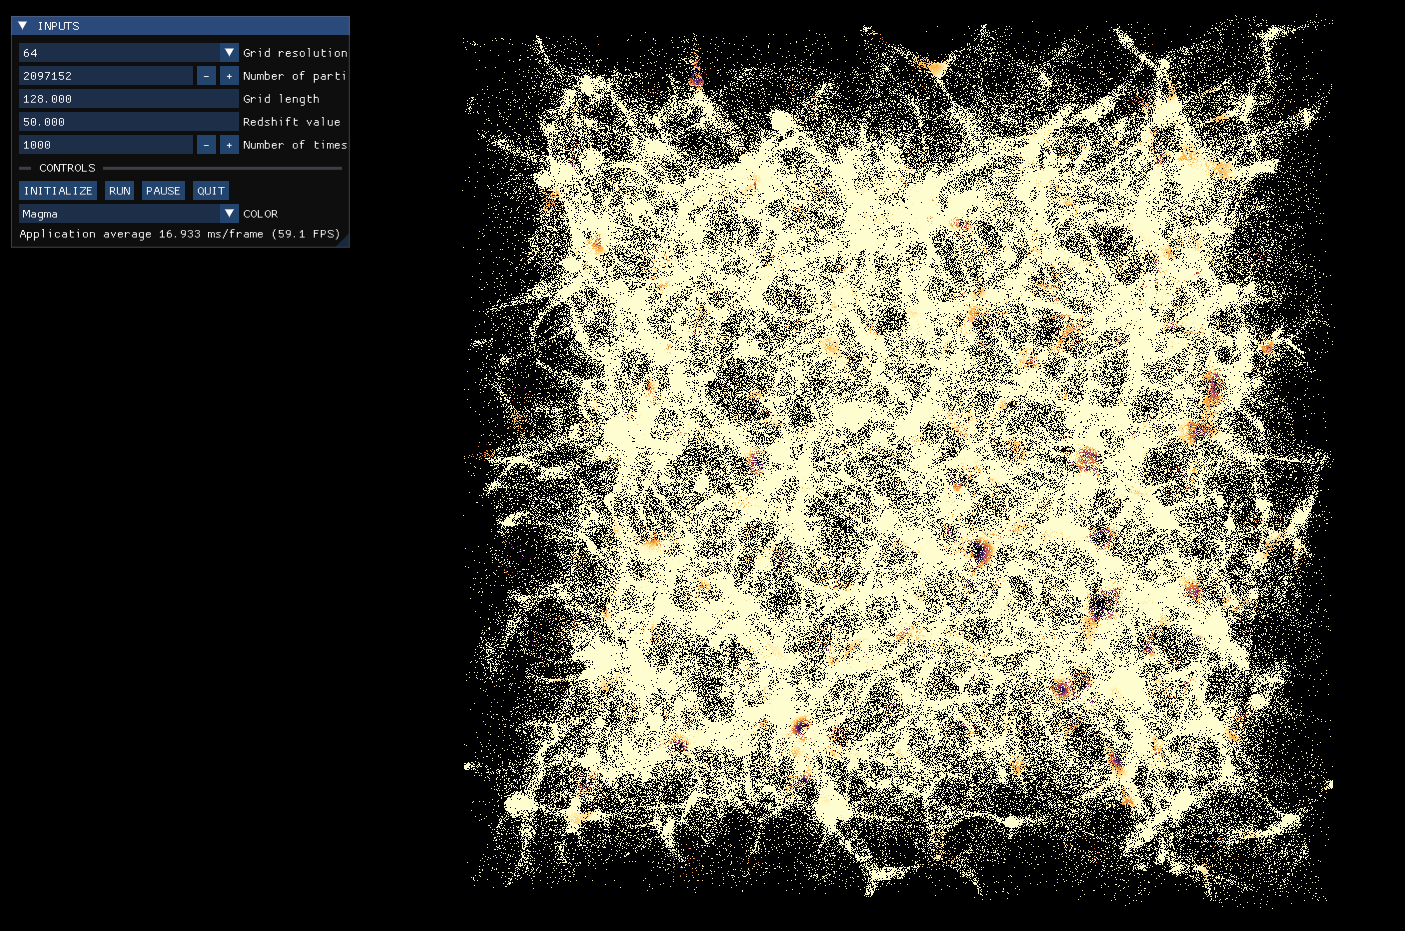 INPUTS
64 Grid resolution
2097152 - + Number of parti
128.000 Grid length
50.000 Redshift value
1000 - + Number of times
CONTROLS
INITIALIZE RUN PAUSE QUIT
Magma COLOR
Application average 16.933 ms/frame (59.1 FPS)